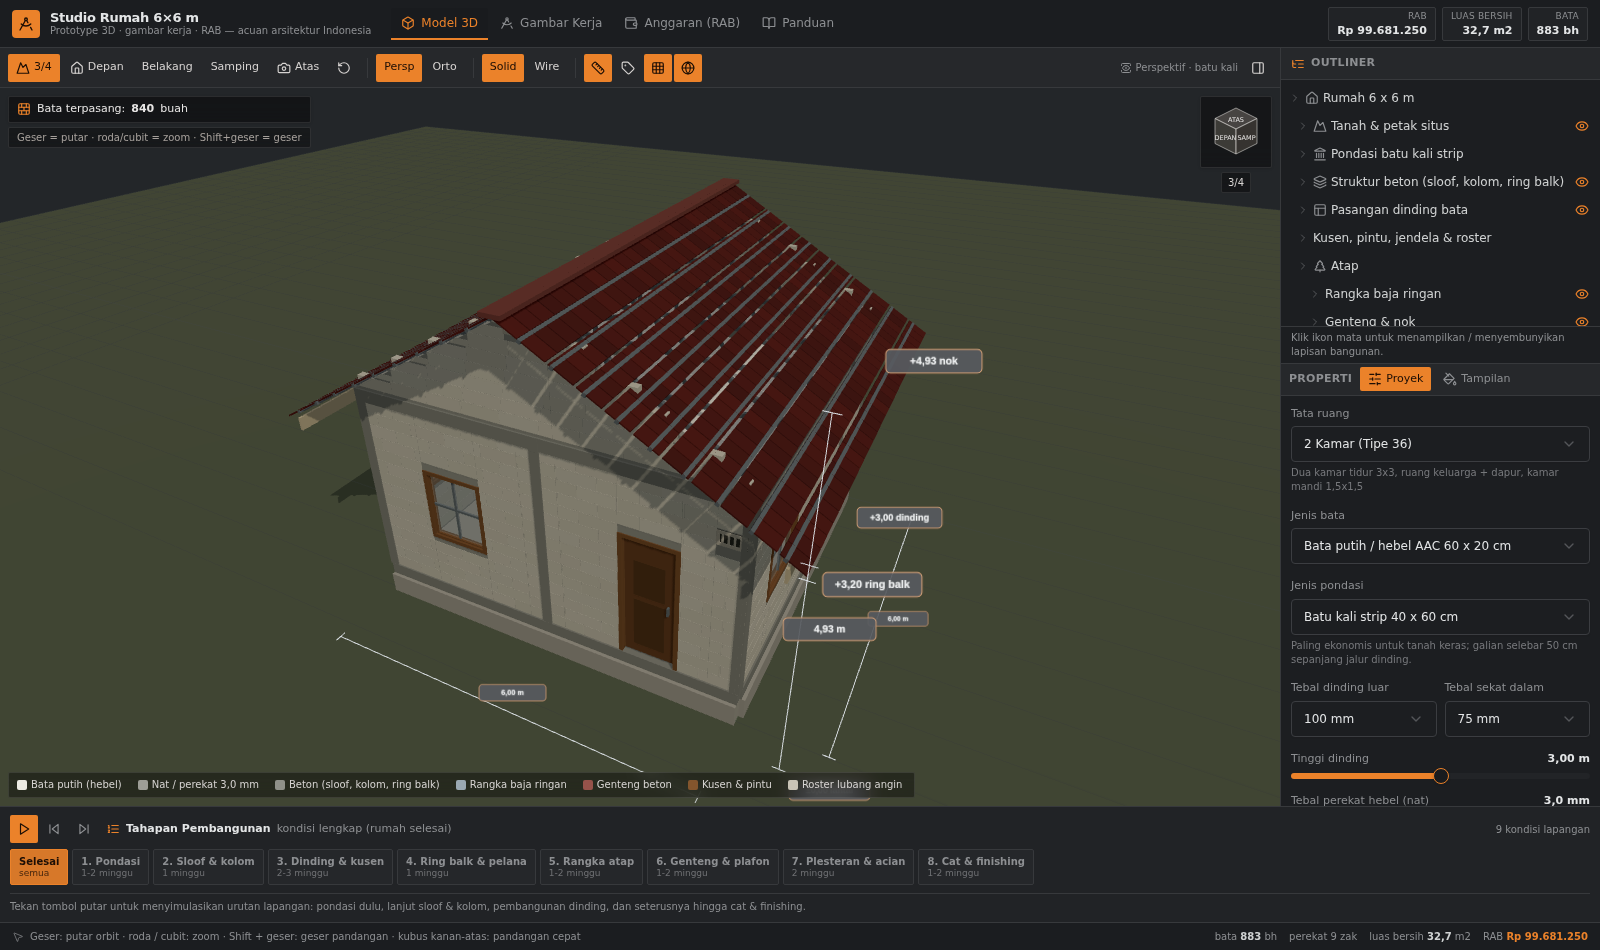 Studio Rumah 6×6 m
Prototype 3D · gambar kerja · RAB — acuan arsitektur Indonesia
Model 3D
Gambar Kerja
Anggaran (RAB)
Panduan
RAB
Rp 99.681.250
LUAS BERSIH
32,7 m2
BATA
883 bh
3/4
Depan
Belakang
Samping
Atas
Persp
Orto
Solid
Wire
Perspektif · batu kali
Bata terpasang: 840 buah
Geser = putar · roda/cubit = zoom · Shift+geser = geser
ATAS
DEPAN
SAMP
3/4
+4,93 nok
+3,00 dinding
+3,20 ring balk
6,00 m
4,93 m
6,00 m
Bata putih (hebel)
Nat / perekat 3,0 mm
Beton (sloof, kolom, ring balk)
Rangka baja ringan
Genteng beton
Kusen & pintu
Roster lubang angin
OUTLINER
Rumah 6 x 6 m
Tanah & petak situs
Pondasi batu kali strip
Struktur beton (sloof, kolom, ring balk)
Pasangan dinding bata
Kusen, pintu, jendela & roster
Atap
Rangka baja ringan
Genteng & nok
Klik ikon mata untuk menampilkan / menyembunyikan
lapisan bangunan.
PROPERTI
Proyek
Tampilan
Tata ruang
2 Kamar (Tipe 36)
Dua kamar tidur 3x3, ruang keluarga + dapur, kamar
mandi 1,5x1,5
Jenis bata
Bata putih / hebel AAC 60 x 20 cm
Jenis pondasi
Batu kali strip 40 x 60 cm
Paling ekonomis untuk tanah keras; galian selebar 50 cm
sepanjang jalur dinding.
Tebal dinding luar
Tebal sekat dalam
100 mm
75 mm
Tinggi dinding
3,00 m
Tebal perekat hebel (nat)
3,0 mm
Tahapan Pembangunan kondisi lengkap (rumah selesai)
9 kondisi lapangan
Selesai
semua
1. Pondasi
1-2 minggu
2. Sloof & kolom
1 minggu
3. Dinding & kusen
2-3 minggu
4. Ring balk & pelana
1 minggu
5. Rangka atap
1-2 minggu
6. Genteng & plafon
1-2 minggu
7. Plesteran & acian
2 minggu
8. Cat & finishing
1-2 minggu
Tekan tombol putar untuk menyimulasikan urutan lapangan: pondasi dulu, lanjut sloof & kolom, pembangunan dinding, dan seterusnya hingga cat & finishing.
Geser: putar orbit · roda / cubit: zoom · Shift + geser: geser pandangan · kubus kanan-atas: pandangan cepat
bata 883 bh
perekat 9 zak
luas bersih 32,7 m2
RAB Rp 99.681.250